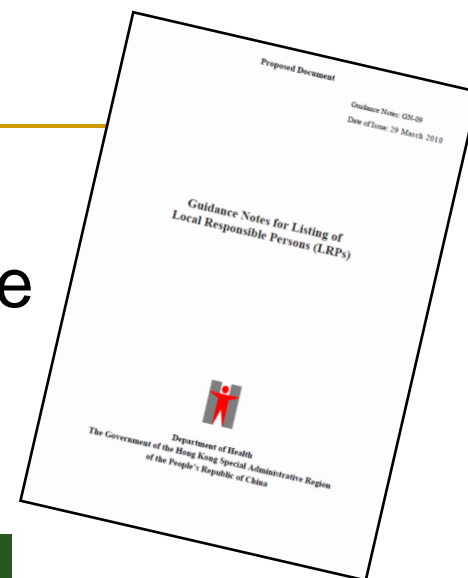 Proposed Document
Guidance Notes: GN-09
Date of Issue: 29 March 2010
Guidance Notes for Listing of
Local Responsible Persons (LRPs)
e
Department of Health
The Government of the Hong Kong Special Administrative Region
of the People's Republic of China